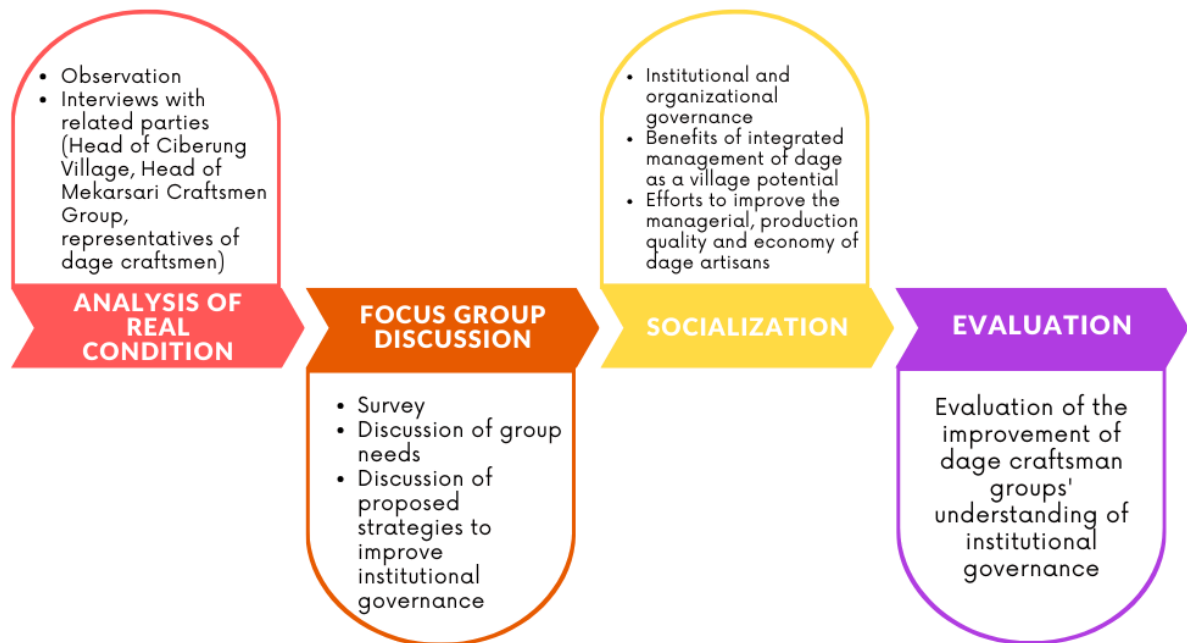 • Observation
• Interviews with
related parties
(Head of Ciberung
Village, Head of
Mekarsari Craftsmen
Group,
representatives of
dage craftsmen)
ANALYSIS OF
REAL
CONDITION
FOCUS GROUP
DISCUSSION
• Survey
• Discussion of group
needs
• Discussion of
proposed
strategies to
improve
institutional
governance
• Institutional and
organizational
governance
• Benefits of integrated
management of dage
as a village potential
• Efforts to improve the
managerial, production
quality and economy of
dage artisans
SOCIALIZATION
EVALUATION
Evaluation of the
improvement of
dage craftsman
groups'
understanding of
institutional
governance